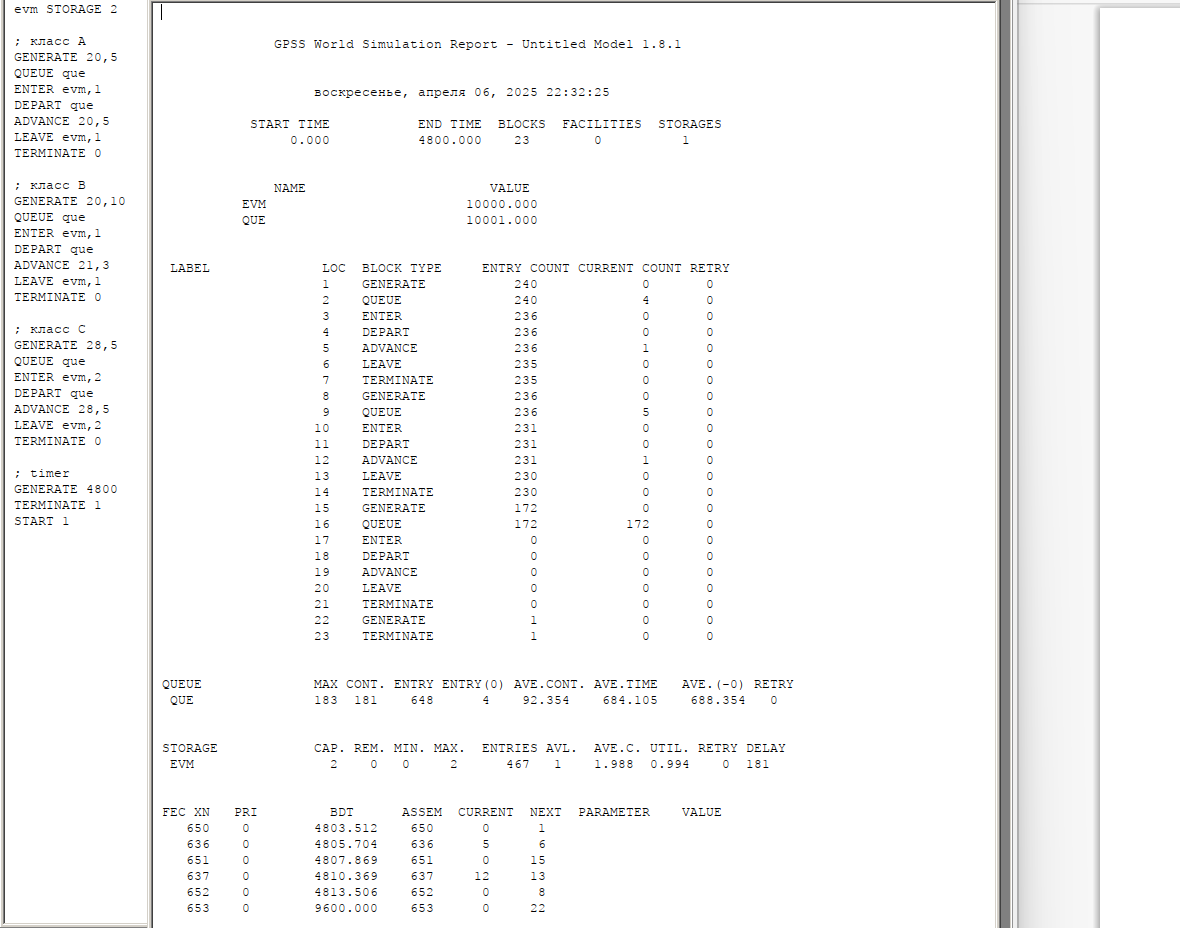 evm STORAGE 2
; класс A
GENERATE 20,5
QUEUE que
ENTER evm,1
DEPART que
ADVANCE 20,5
LEAVE evm,1
TERMINATE 0
; класс B
GENERATE 20,10
QUEUE que
ENTER evm,1
DEPART que
ADVANCE 21,3
LEAVE evm,1
TERMINATE 0
; класс C
GENERATE 28,5
QUEUE que
ENTER evm,2
DEPART que
ADVANCE 28,5
LEAVE evm,2
TERMINATE 0
; timer
GENERATE 4800
TERMINATE 1
START 1
GPSS World Simulation Report - Untitled Model 1.8.1
воскресенье, апреля 06, 2025 22:32:25
START TIME END TIME BLOCKS FACILITIES STORAGES
0.000 4800.000 23 0 1
NAME VALUE
EVM 10000.000
QUE 10001.000
LABEL LOC BLOCK TYPE ENTRY COUNT CURRENT COUNT RETRY
1 GENERATE 240 0 0
2 QUEUE 240 4 0
3 ENTER 236 0 0
4 DEPART 236 0 0
5 ADVANCE 236 1 0
6 LEAVE 235 0 0
7 TERMINATE 235 0 0
8 GENERATE 236 0 0
9 QUEUE 236 5 0
10 ENTER 231 0 0
11 DEPART 231 0 0
12 ADVANCE 231 1 0
13 LEAVE 230 0 0
14 TERMINATE 230 0 0
15 GENERATE 172 0 0
16 QUEUE 172 172 0
17 ENTER 0 0 0
18 DEPART 0 0 0
19 ADVANCE 0 0 0
20 LEAVE 0 0 0
21 TERMINATE 0 0 0
22 GENERATE 1 0 0
23 TERMINATE 1 0 0
QUEUE MAX CONT. ENTRY ENTRY(0) AVE.CONT. AVE.TIME AVE.(-0) RETRY
QUE 183 181 648 4 92.354 684.105 688.354 0
STORAGE CAP. REM. MIN. MAX. ENTRIES AVL. AVE.C. UTIL. RETRY DELAY
EVM 2 0 0 2 467 1 1.988 0.994 0 181
FEC XN PRI BDT ASSEM CURRENT NEXT PARAMETER VALUE
650 0 4803.512 650 0 1
636 0 4805.704 636 5 6
651 0 4807.869 651 0 15
637 0 4810.369 637 12 13
652 0 4813.506 652 0 8
653 0 9600.000 653 0 22